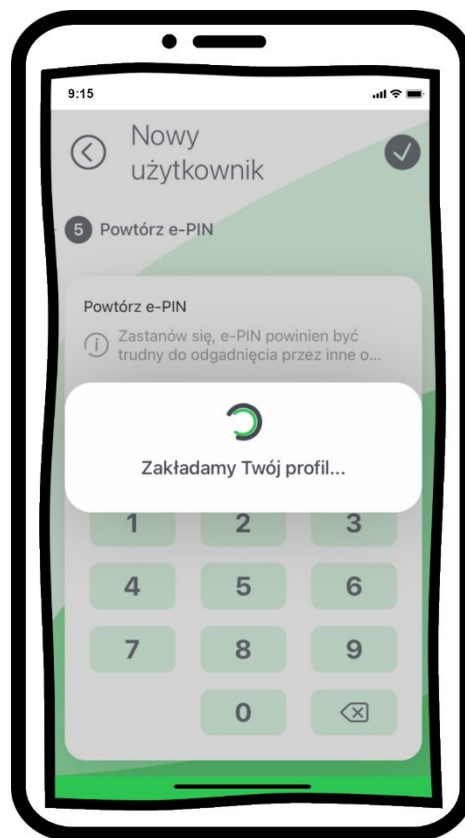 9:15
Nowy
użytkownik
5 Powtórz e-PIN
Powtórz e-PIN
Zastanów się, e-PIN powinien być
trudny do odgadnięcia przez inne o...
Zakładamy Twój profil...
1 2 3
4 5 6
7 8 9
0